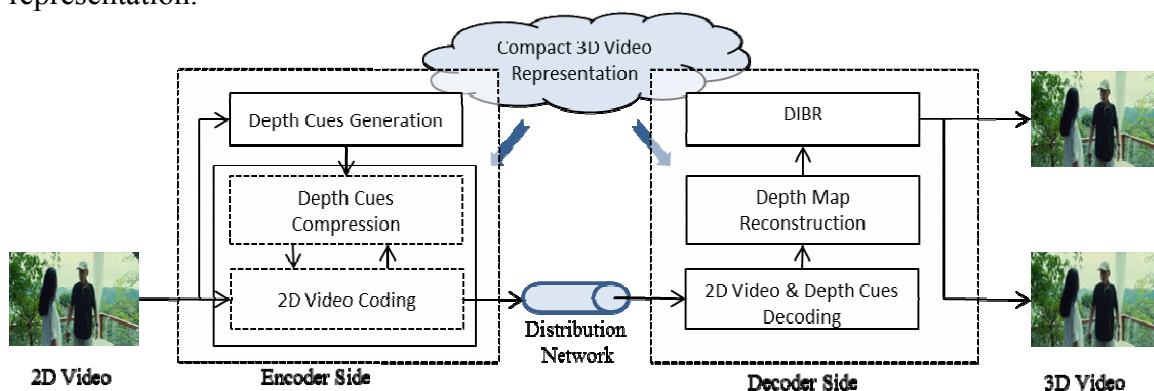 representation.
Compact 3D Video
Representation
Depth Cues Generation
DIBR
Depth Cues
Compression
Depth Map
Reconstruction
2D Video Coding
2D Video & Depth Cues
Decoding
Distribution
Network
2D Video
Encoder Side
Decoder Side
3D Video